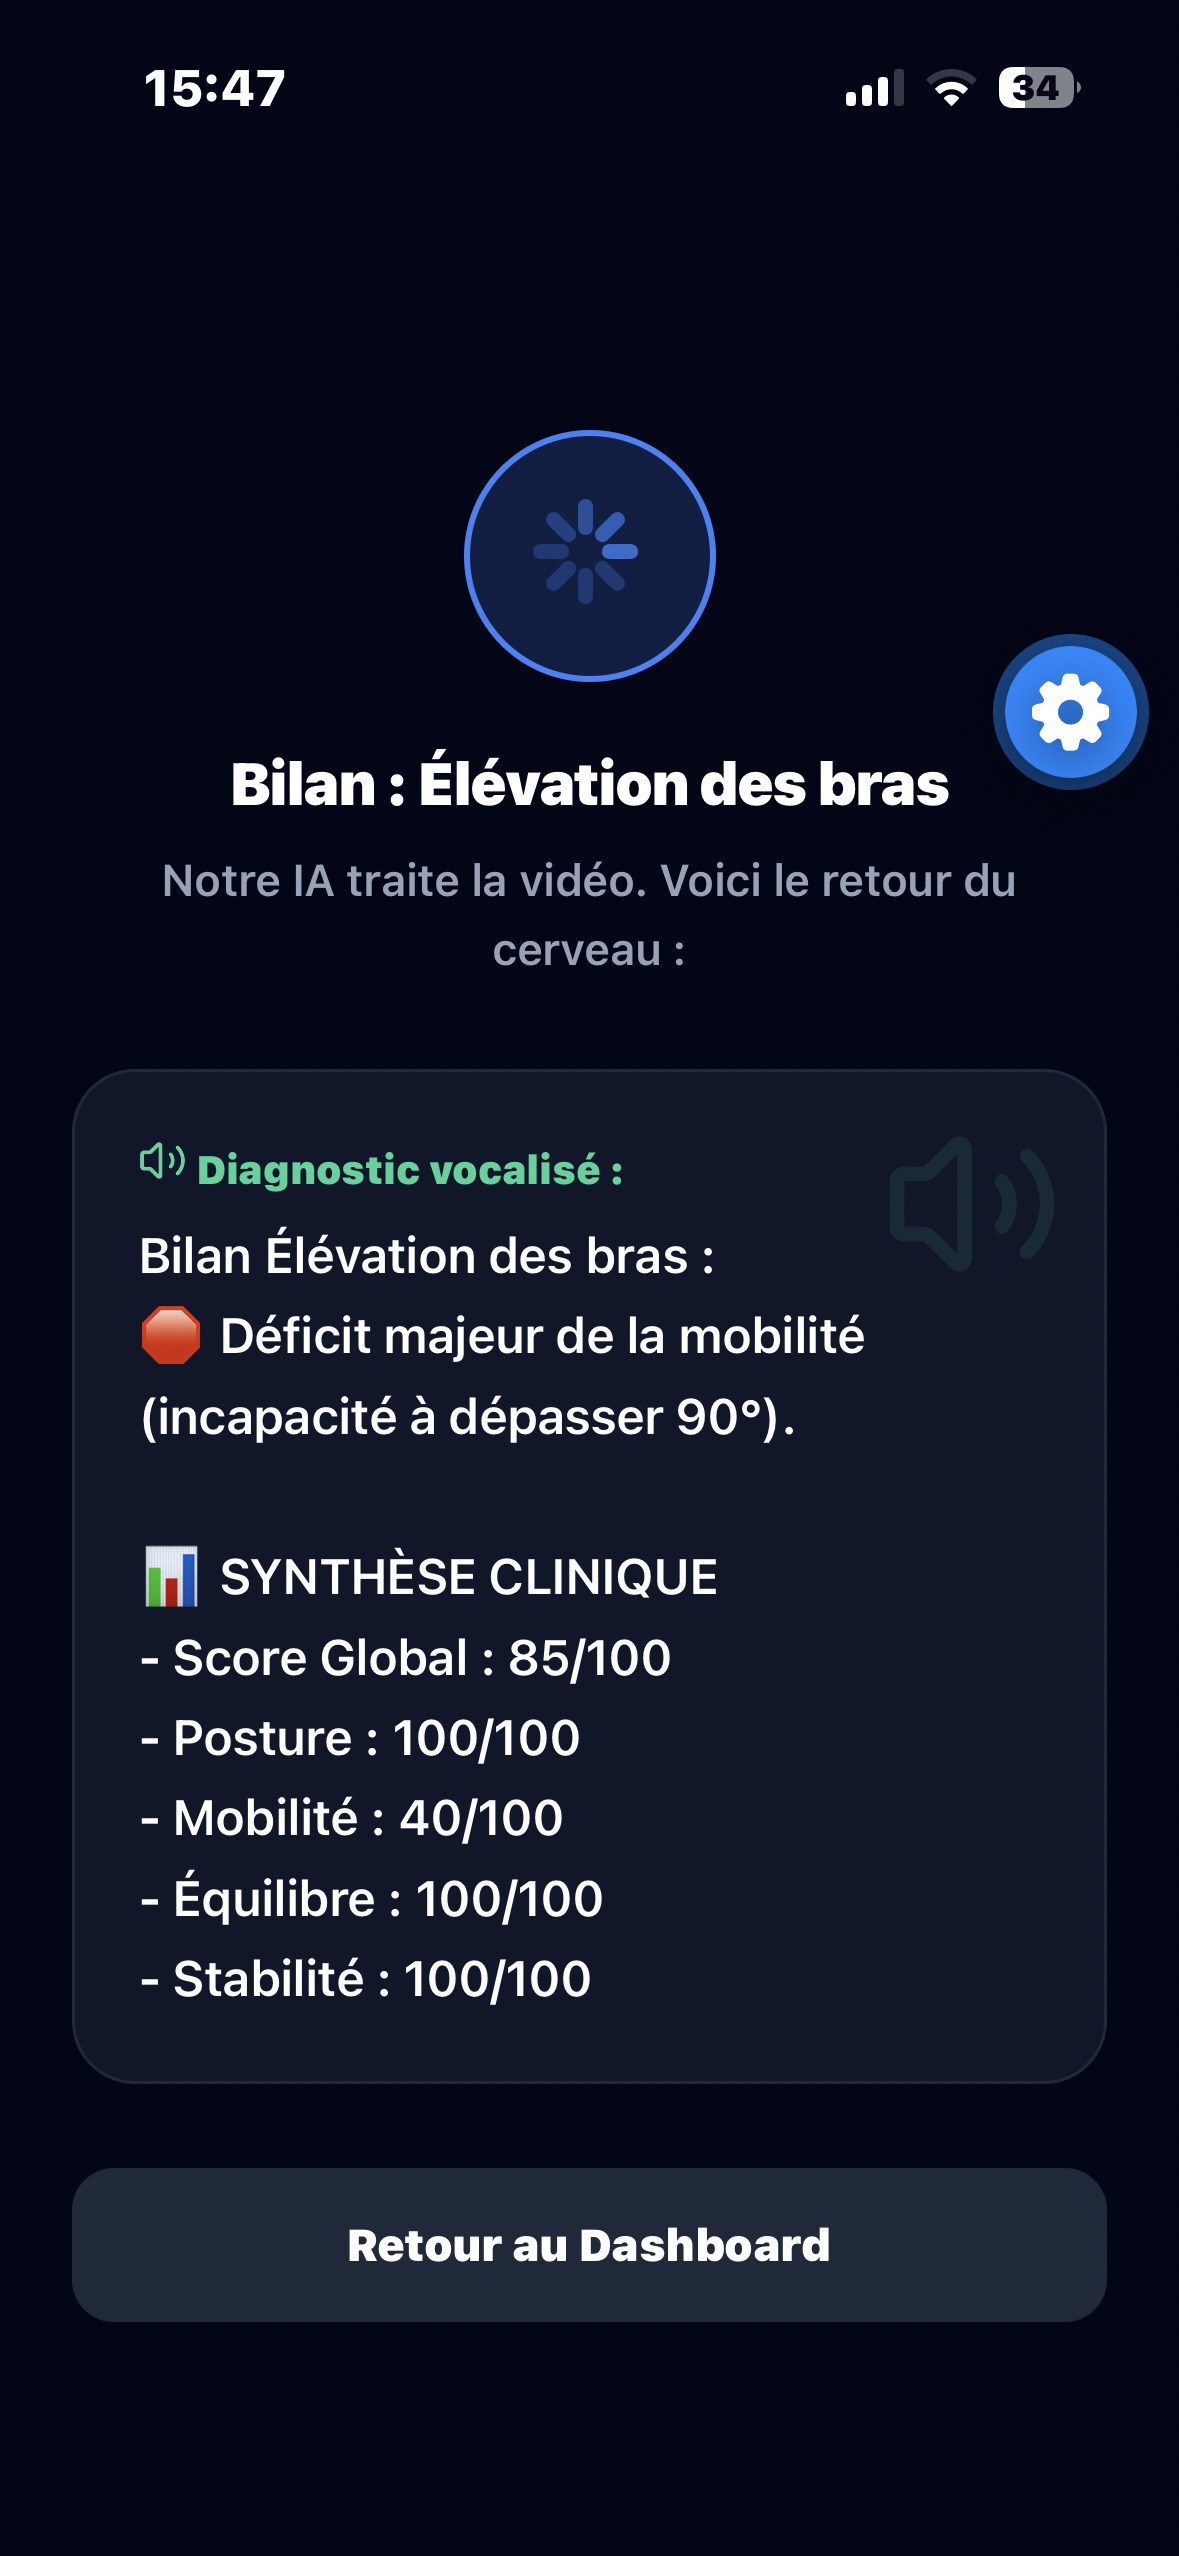 15:47
34
Bilan : Élévation des bras
Notre IA traite la vidéo. Voici le retour du
cerveau :
Diagnostic vocalisé :
Bilan Élévation des bras :
🛑 Déficit majeur de la mobilité
(incapacité à dépasser 90°).
📊 SYNTHÈSE CLINIQUE
- Score Global : 85/100
- Posture : 100/100
- Mobilité : 40/100
- Équilibre : 100/100
- Stabilité : 100/100
Retour au Dashboard